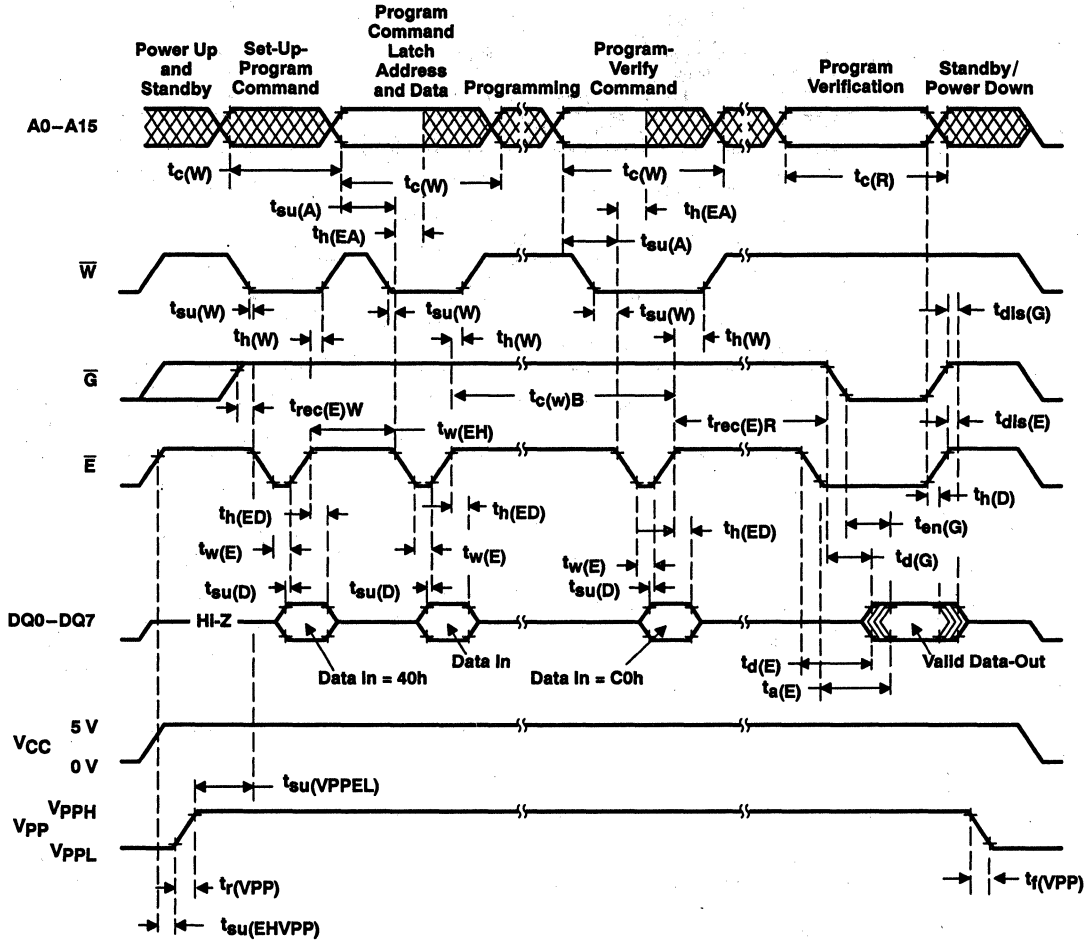 Power Up
and
Standby
Set-Up-
Program
Command
Program
Command
Latch
Address
and Data
Programming
Program-
Verify
Command
Program
Verification
Standby/
Power Down
A0–A15
tc(W)
tc(W)
tc(W)
tc(R)
tsu(A)
th(EA)
th(EA)
tsu(A)
W
tsu(W)
tsu(W)
tsu(W)
tdis(G)
th(W)
th(W)
th(W)
G
trec(E)W
tc(w)B
trec(E)R
tdis(E)
tw(EH)
E
th(ED)
th(ED)
th(ED)
th(D)
ten(G)
tw(E)
tw(E)
tw(E)
td(G)
tsu(D)
tsu(D)
tsu(D)
DQ0–DQ7
HI-Z
Data In = 40h
Data In
Data In = C0h
Valid Data-Out
td(E)
ta(E)
5 V
VCC
0 V
tsu(VPPEL)
VPPH
VPP
VPPL
tr(VPP)
tf(VPP)
tsu(EHVPP)